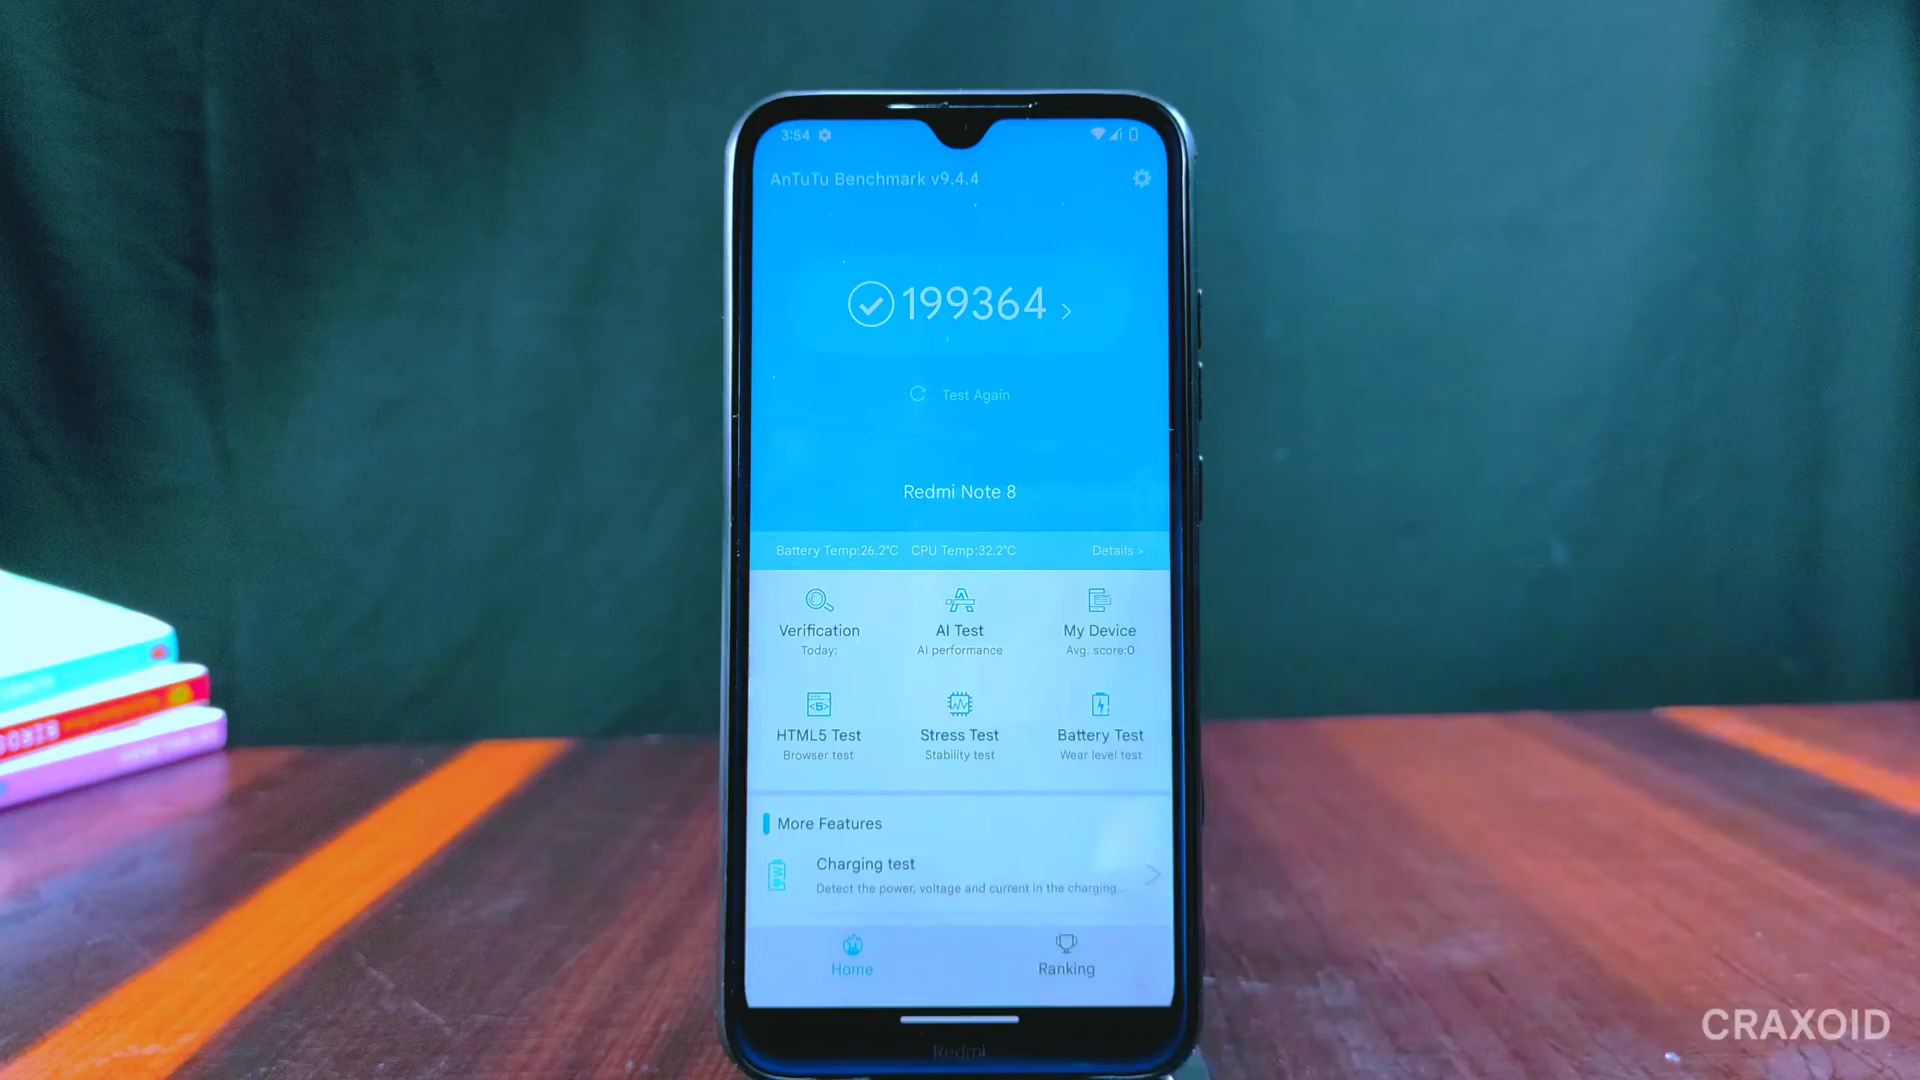 3:54
AnTuTu Benchmark v9.4.4
199364
Test Again
Redmi Note 8
Battery Temp:26.2°C CPU Temp:32.2°C Details >
Verification AI Test My Device
Today: AI performance Avg. score:0
HTML5 Test Stress Test Battery Test
Browser test Stability test Wear level test
More Features
Charging test
Detect the power, voltage and current in the charging...
Home Ranking
Redmi
CRAXOID